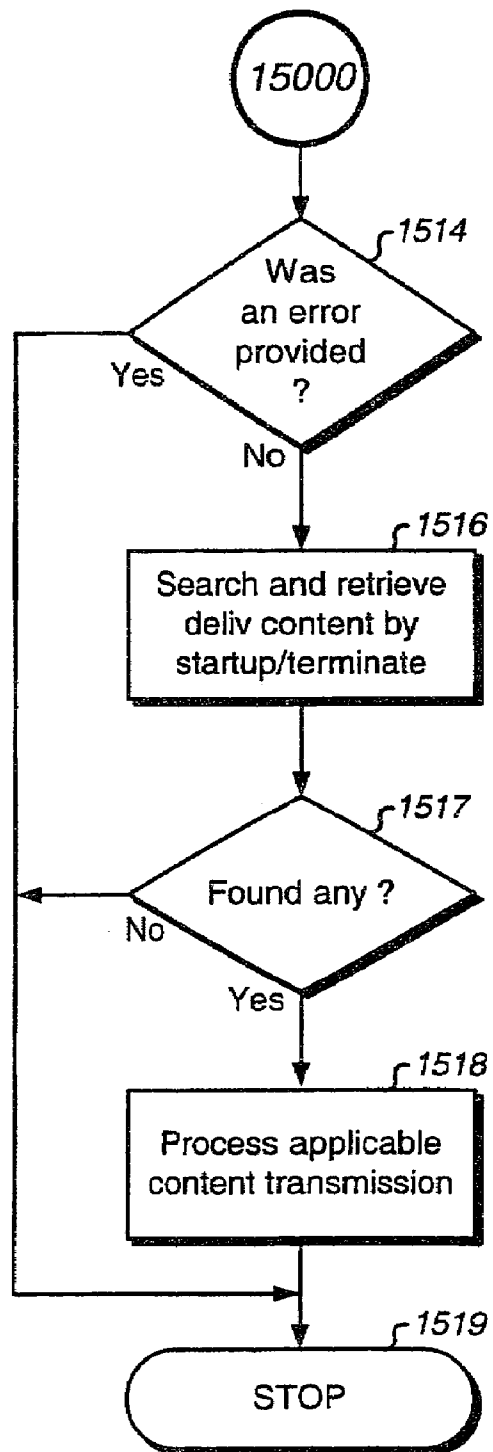 15000
1514
Was
an error
provided
?
Yes
No
1516
Search and retrieve
deliv content by
startup/terminate
1517
Found any ?
No
Yes
1518
Process applicable
content transmission
1519
STOP